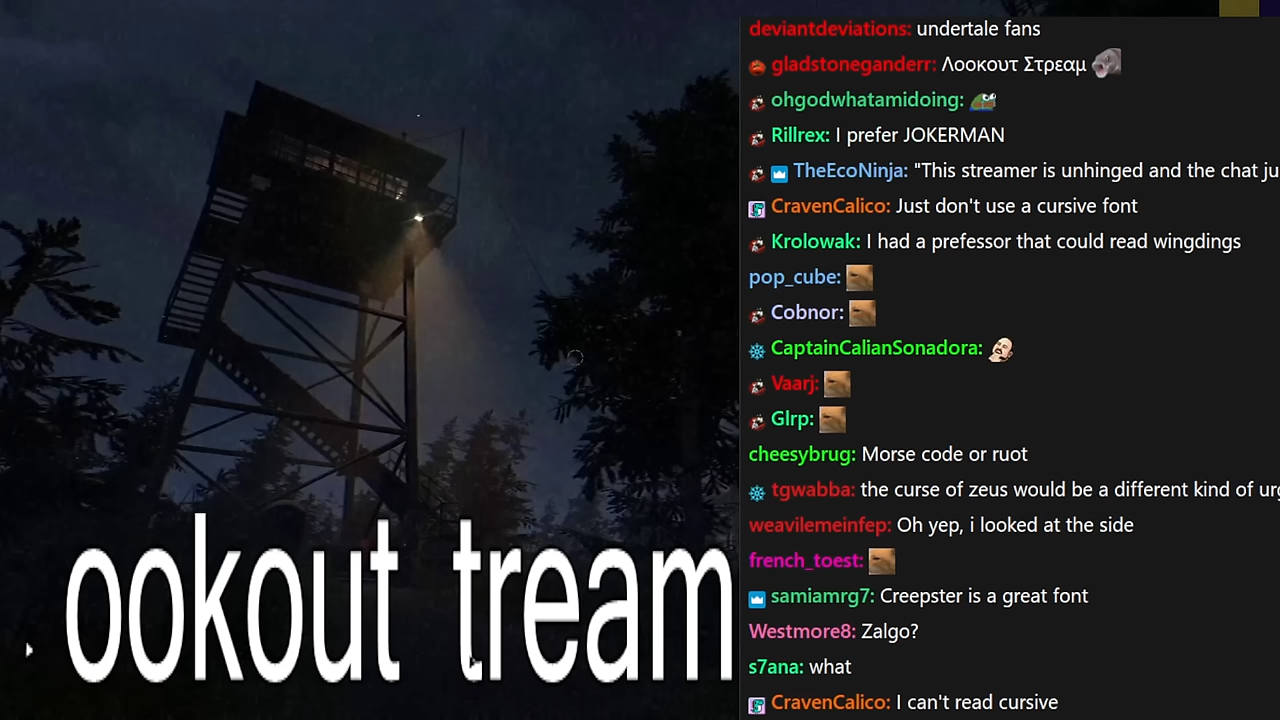 ookout tream
deviantdeviations: undertale fans
gladstoneganderr: Λοοκουτ Στρεαμ
ohgodwhatamidoing:
Rillrex: I prefer JOKERMAN
TheEcoNinja: "This streamer is unhinged and the chat ju
CravenCalico: Just don't use a cursive font
Krolowak: I had a prefessor that could read wingdings
pop_cube:
Cobnor:
CaptainCalianSonadora:
Vaarj:
Glrp:
cheesybrug: Morse code or ruot
tgwabba: the curse of zeus would be a different kind of urg
weavilemeinfep: Oh yep, i looked at the side
french_toest:
samiamrg7: Creepster is a great font
Westmore8: Zalgo?
s7ana: what
CravenCalico: I can't read cursive